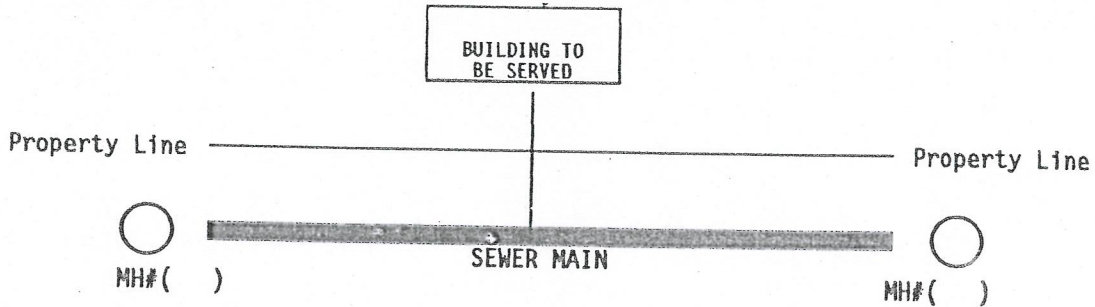 BUILDING TO
BE SERVED
Property Line
Property Line
SEWER MAIN
MH#(   )
MH#(   )